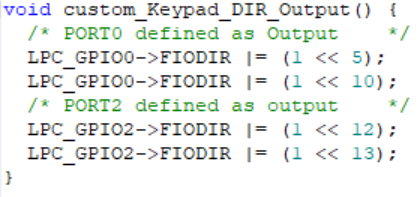 void custom_Keypad_DIR_Output() {
  /* PORT0 defined as Output     */
  LPC_GPIO0->FIODIR |= (1 << 5);
  LPC_GPIO0->FIODIR |= (1 << 10);
  /* PORT2 defined as output     */
  LPC_GPIO2->FIODIR |= (1 << 12);
  LPC_GPIO2->FIODIR |= (1 << 13);
}